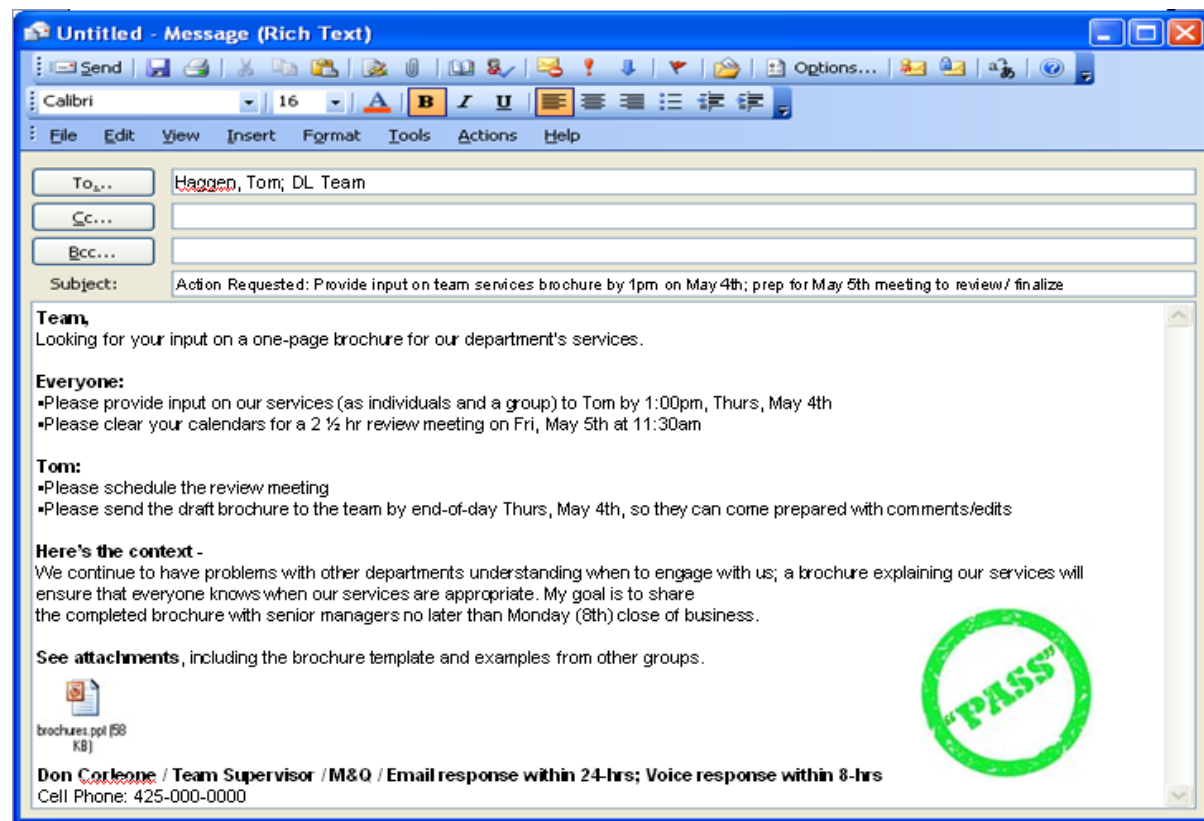 Untitled - Message (Rich Text)
Send Options...
Calibri 16 A B I U
File Edit View Insert Format Tools Actions Help
To... Haggen, Tom; DL Team
Cc...
Bcc...
Subject: Action Requested: Provide input on team services brochure by 1pm on May 4th; prep for May 5th meeting to review/ finalize
Team,
Looking for your input on a one-page brochure for our department's services.
Everyone:
▪Please provide input on our services (as individuals and a group) to Tom by 1:00pm, Thurs, May 4th
▪Please clear your calendars for a 2 ½ hr review meeting on Fri, May 5th at 11:30am
Tom:
▪Please schedule the review meeting
▪Please send the draft brochure to the team by end-of-day Thurs, May 4th, so they can come prepared with comments/edits
Here's the context -
We continue to have problems with other departments understanding when to engage with us; a brochure explaining our services will
ensure that everyone knows when our services are appropriate. My goal is to share
the completed brochure with senior managers no later than Monday (8th) close of business.
See attachments, including the brochure template and examples from other groups.
"PASS"
brochures.ppt (58
KB)
Don Corleone / Team Supervisor / M&Q / Email response within 24-hrs; Voice response within 8-hrs
Cell Phone: 425-000-0000